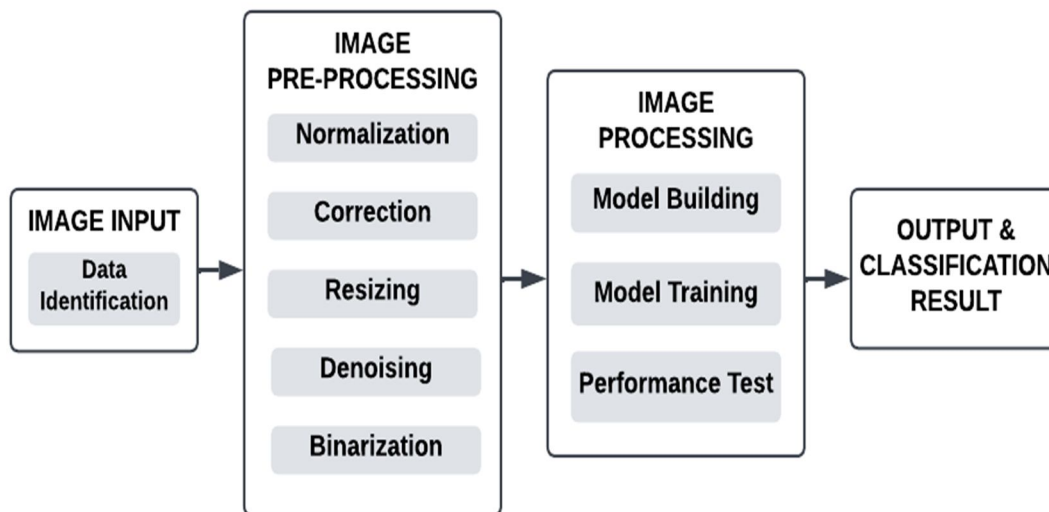 IMAGE INPUT
Data
Identification
IMAGE
PRE-PROCESSING
Normalization
Correction
Resizing
Denoising
Binarization
IMAGE
PROCESSING
Model Building
Model Training
Performance Test
OUTPUT &
CLASSIFICATION
RESULT